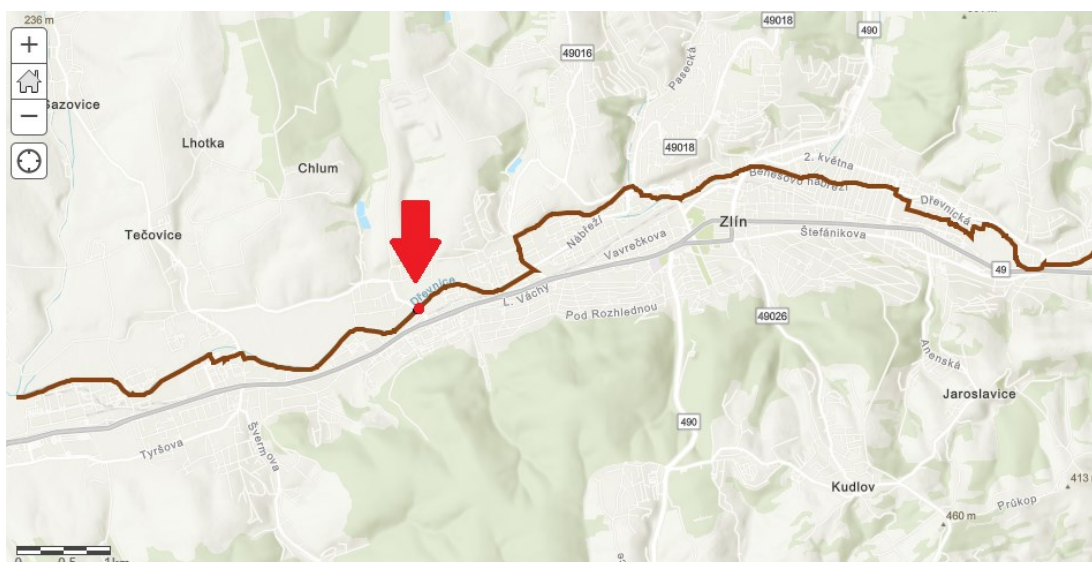 236 m
49018
490
49016
Pasecká
Lhotka
Chlum
49018
2. května
Benešovo nábřeží
Dřevnická
Tečovice
Nábřeží
Zlín
Vavrečkova
Štefánikova
Dřevnice
49
L. Váchy
Pod Rozhlednou
49026
Anenská
Jaroslavice
490
Švermova
Tyršova
Kudlov
413 m
Průkop
460 m
0 0.5 1km